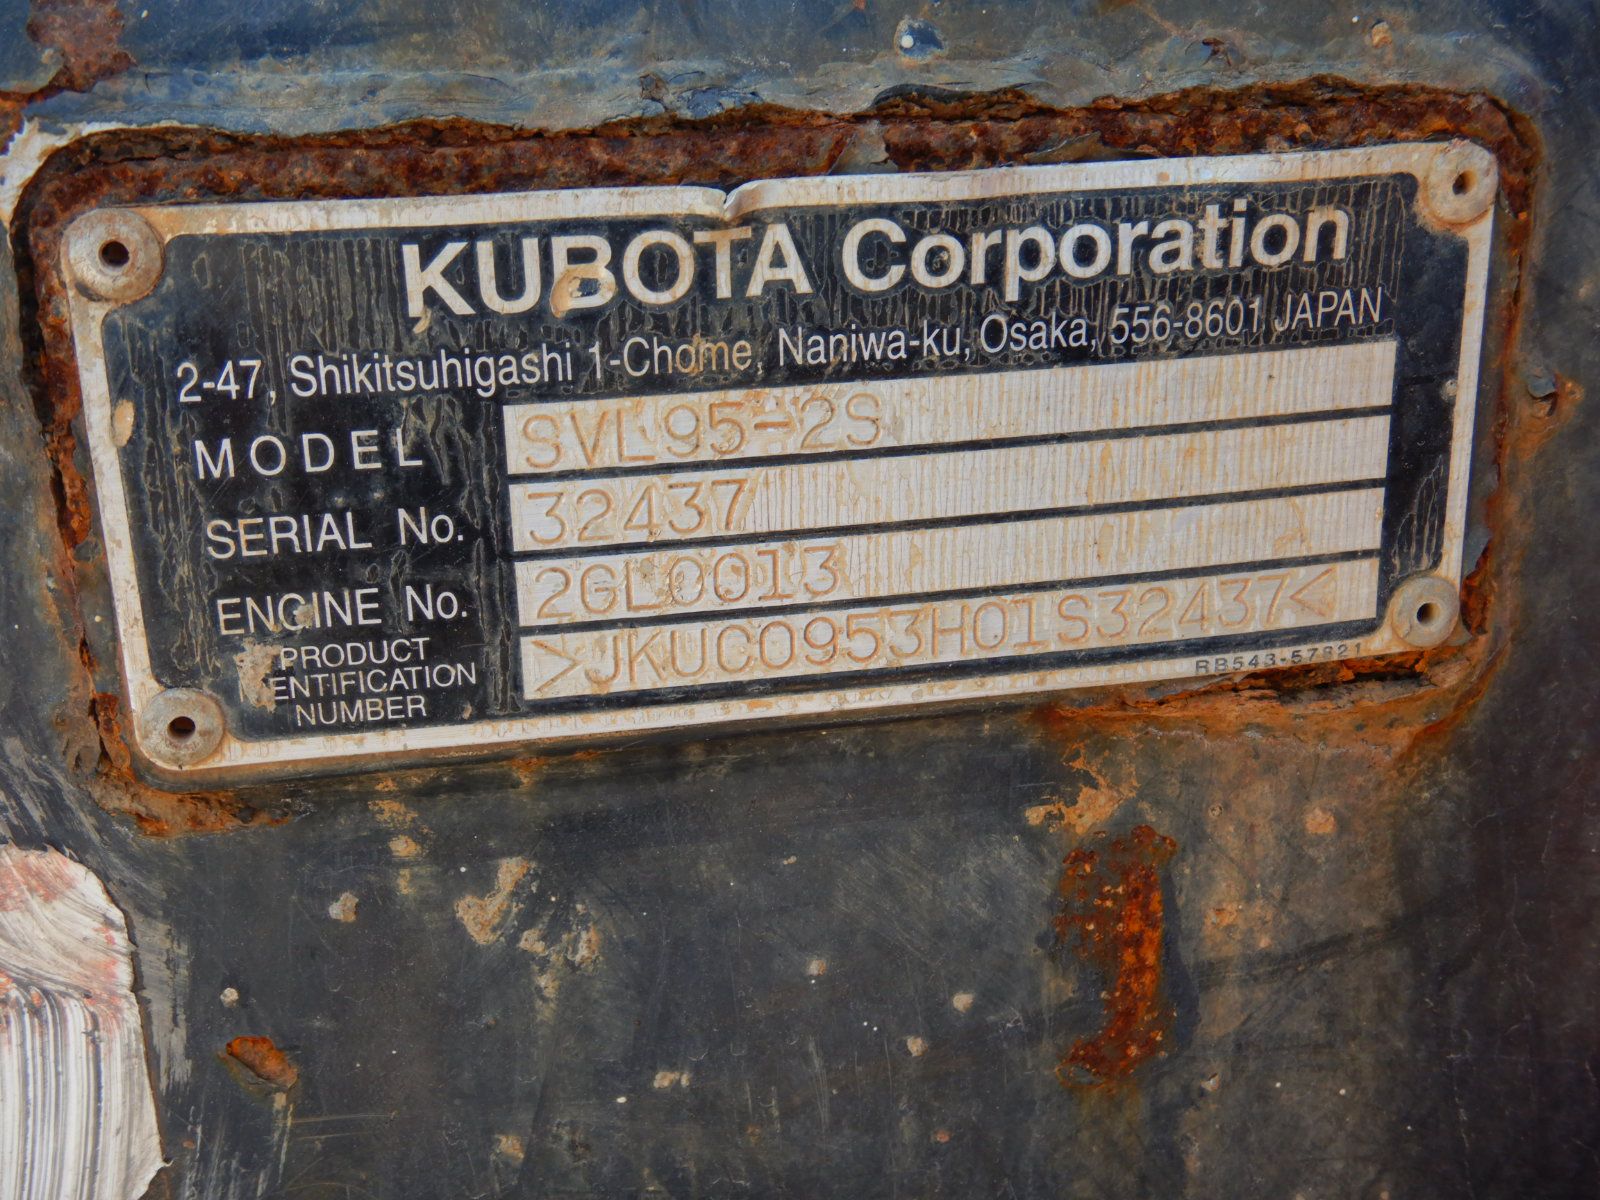 KUBOTA Corporation
2-47, Shikitsuhigashi 1-Chome, Naniwa-ku, Osaka, 556-8601 JAPAN
MODEL SVL95-2S
SERIAL No. 32437
ENGINE No. 2GL0013
PRODUCT
ENTIFICATION
NUMBER
>JKUC0953H01S32437<
RB543-57821